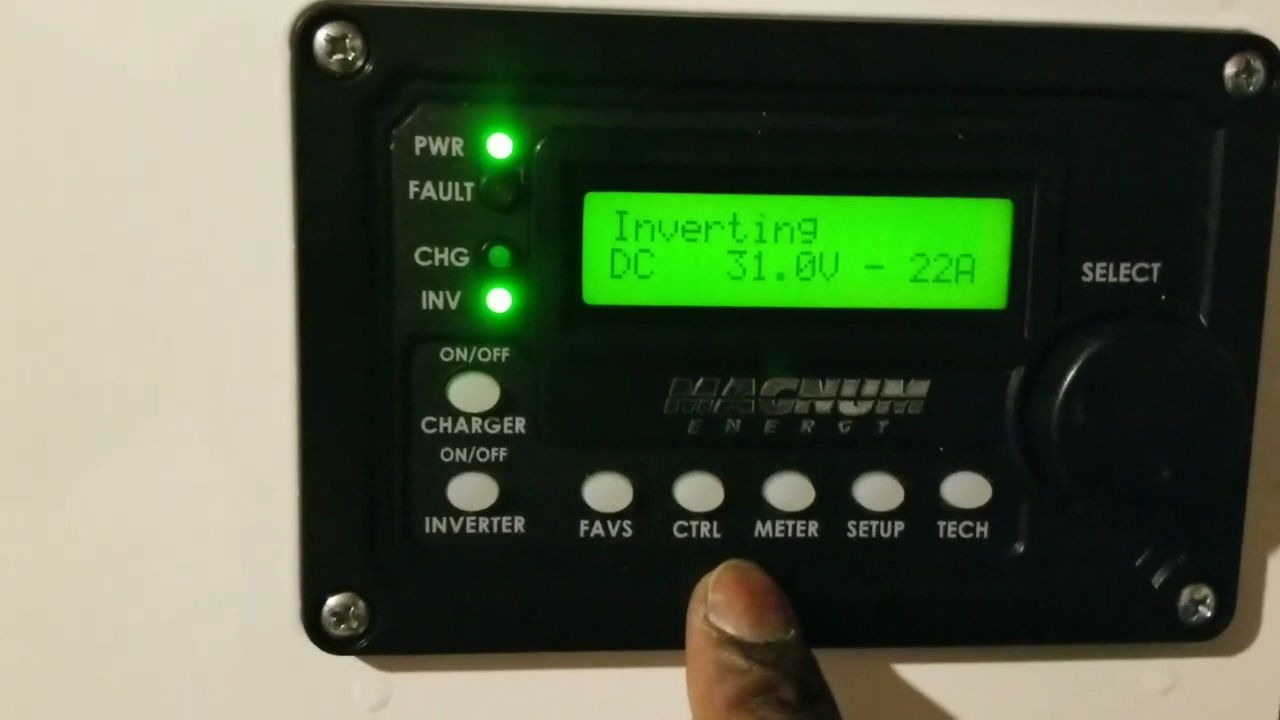 PWR
FAULT
CHG
INV
Inverting
DC 31.0V - 22A
SELECT
ON/OFF
CHARGER
ON/OFF
INVERTER
MAGNUM
ENERGY
FAVS CTRL METER SETUP TECH